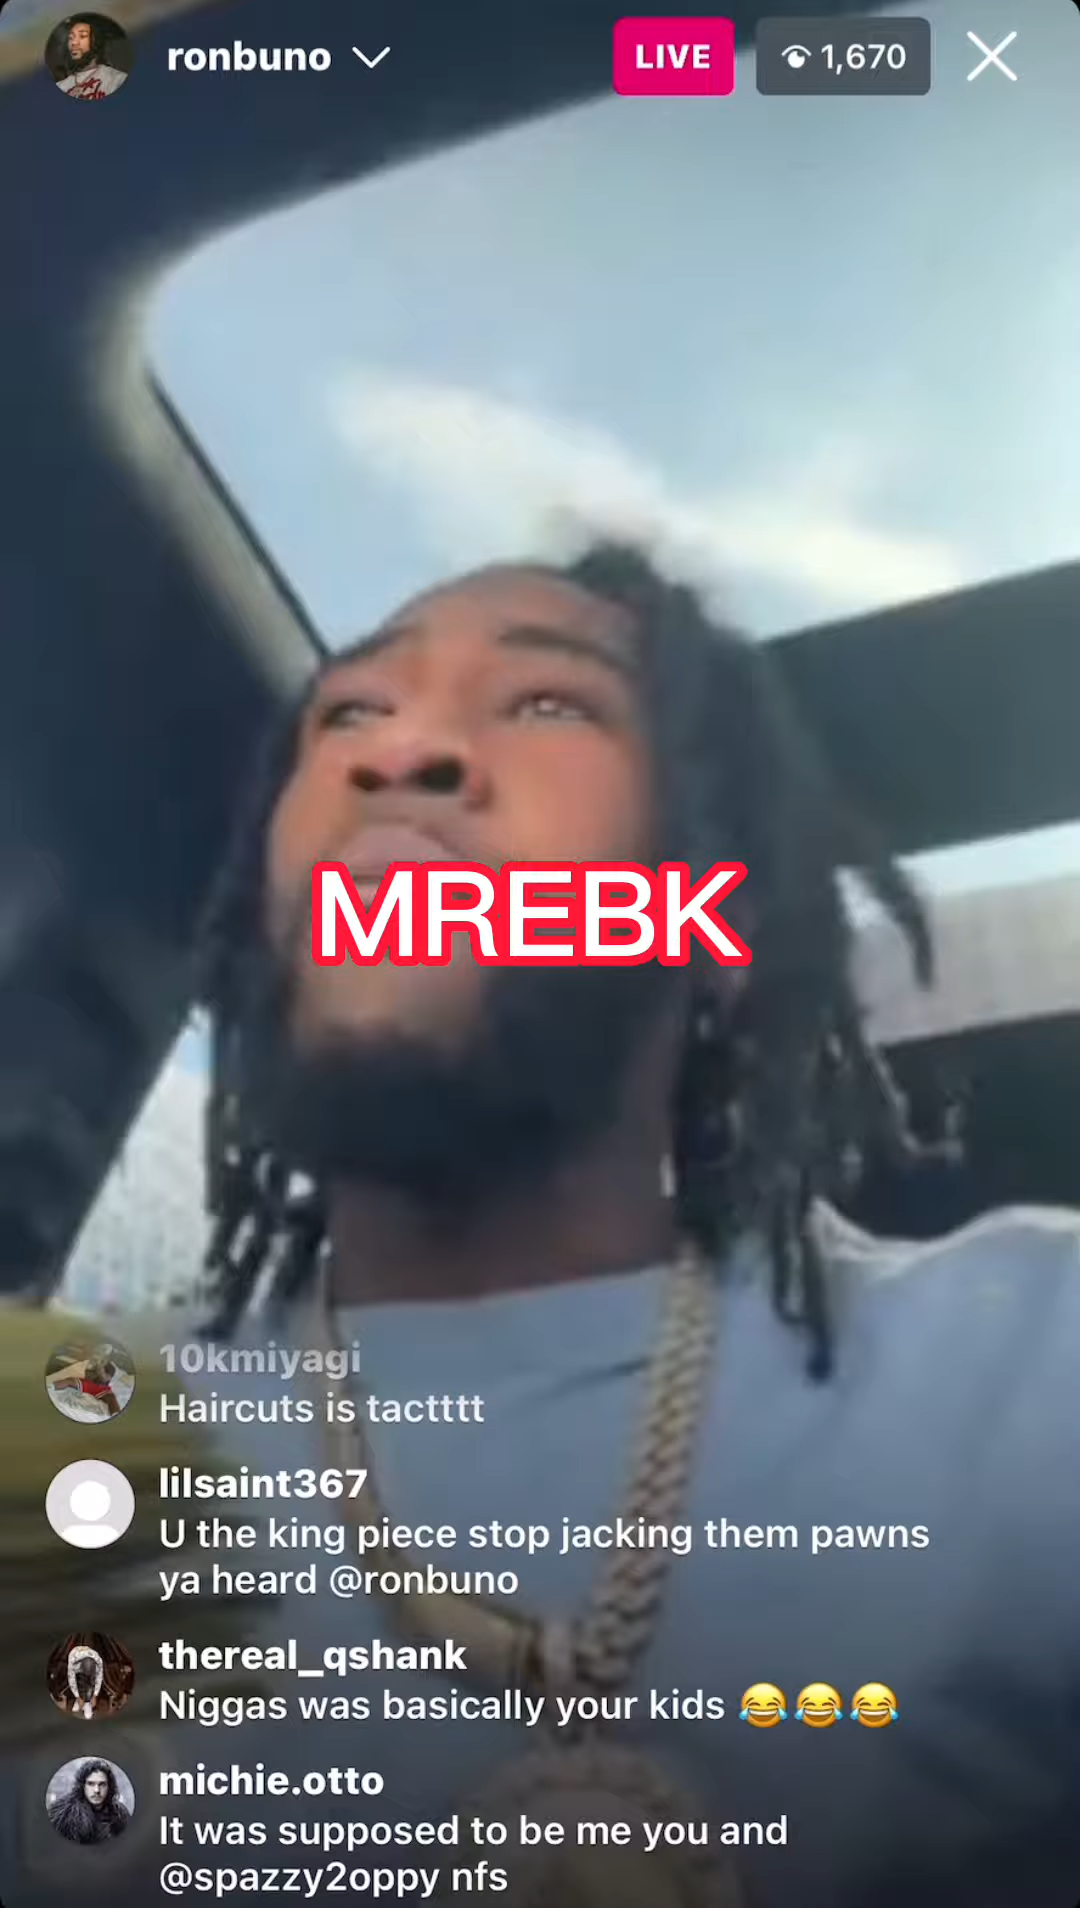 ronbuno
LIVE
1,670
MREBK
10kmiyagi
Haircuts is tactttt
lilsaint367
U the king piece stop jacking them pawns
ya heard @ronbuno
thereal_qshank
Niggas was basically your kids 😂😂😂
michie.otto
It was supposed to be me you and
@spazzy2oppy nfs